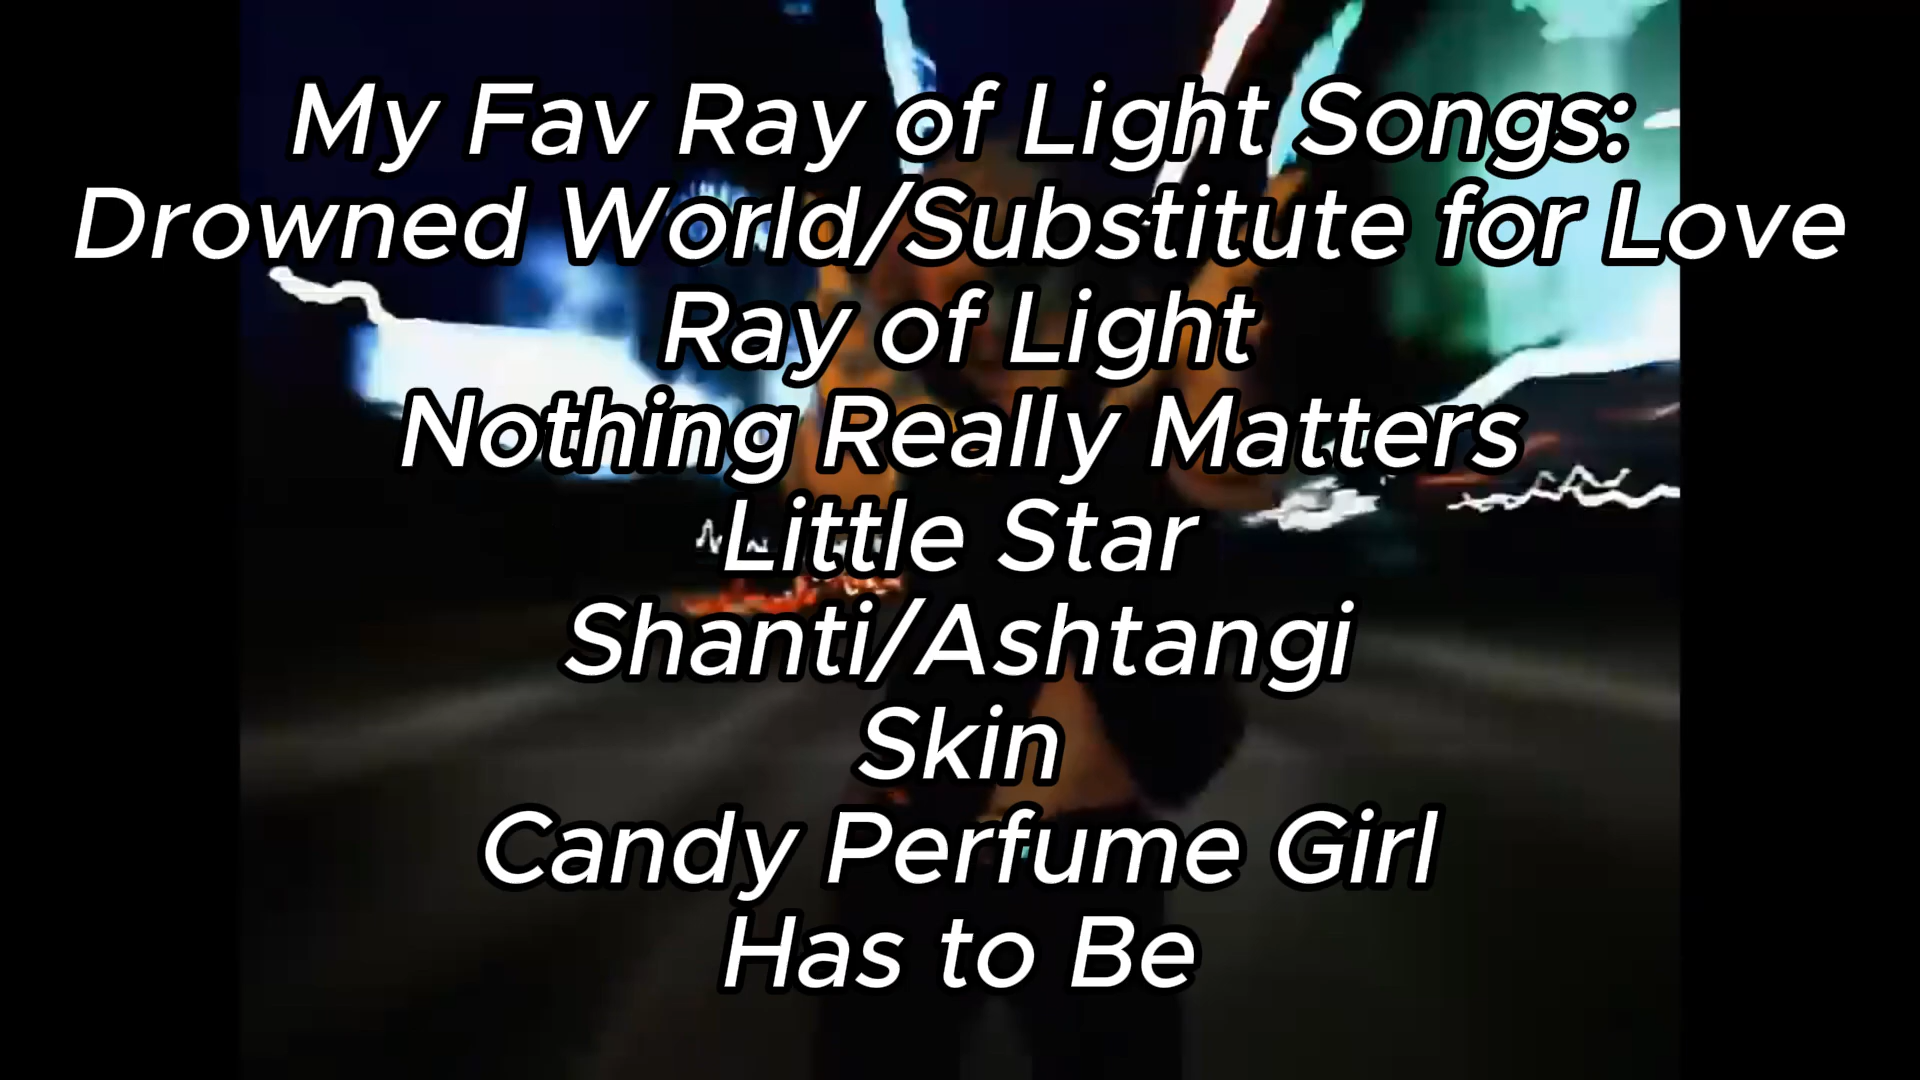 My Fav Ray of Light Songs:
Drowned World/Substitute for Love
Ray of Light
Nothing Really Matters
Little Star
Shanti/Ashtangi
Skin
Candy Perfume Girl
Has to Be